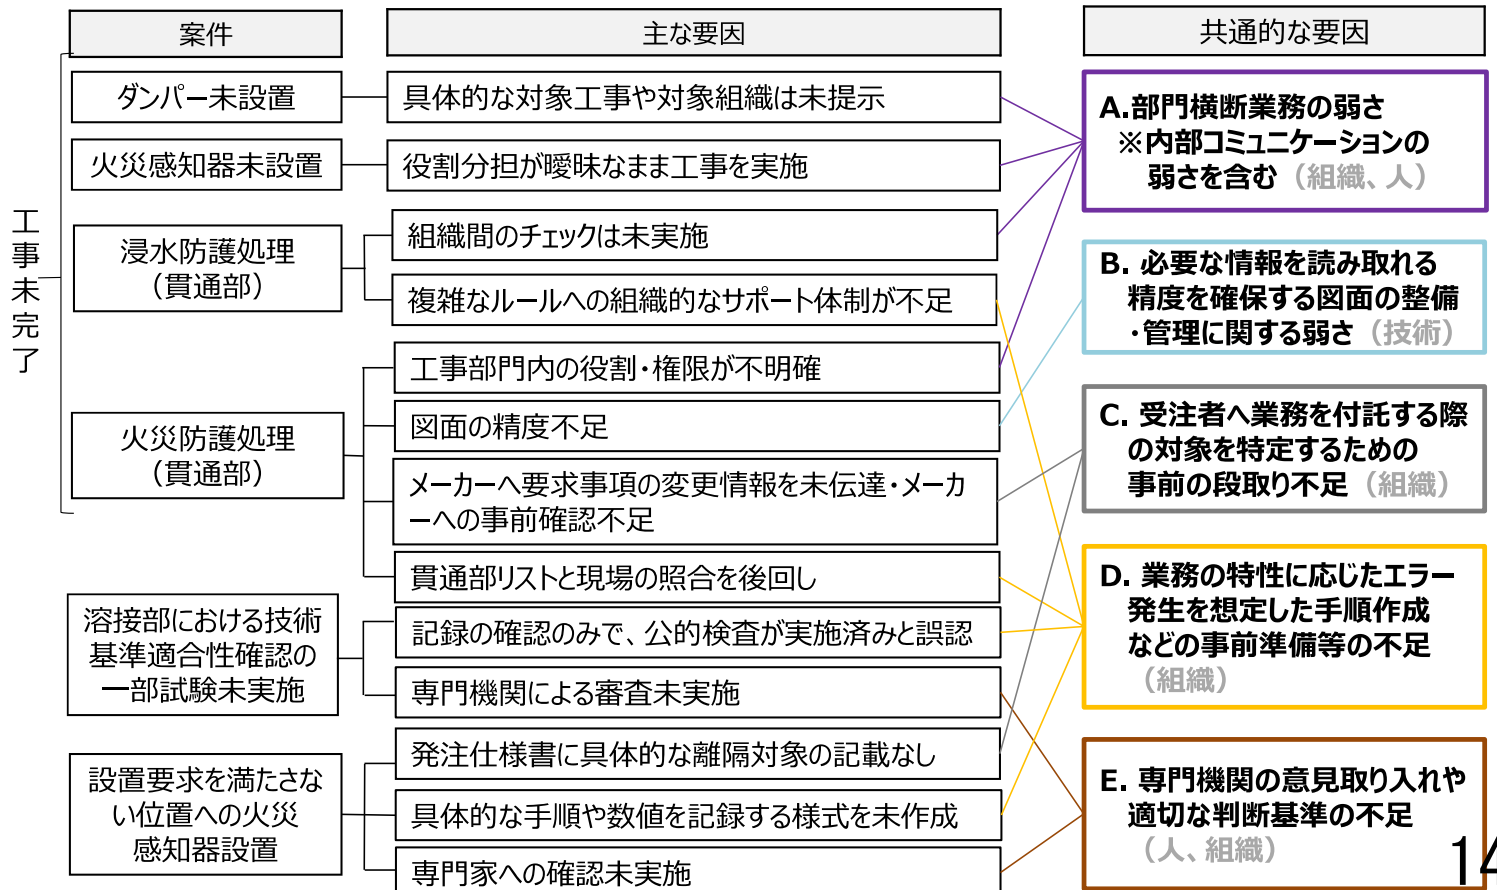 案件
主な要因
共通的な要因
工事未完了
ダンパー未設置
具体的な対象工事や対象組織は未提示
火災感知器未設置
役割分担が曖昧なまま工事を実施
浸水防護処理
（貫通部）
組織間のチェックは未実施
複雑なルールへの組織的なサポート体制が不足
火災防護処理
（貫通部）
工事部門内の役割・権限が不明確
図面の精度不足
メーカーへ要求事項の変更情報を未伝達・メーカ
ーへの事前確認不足
貫通部リストと現場の照合を後回し
溶接部における技術
基準適合性確認の
一部試験未実施
記録の確認のみで、公的検査が実施済みと誤認
専門機関による審査未実施
設置要求を満たさな
い位置への火災
感知器設置
発注仕様書に具体的な離隔対象の記載なし
具体的な手順や数値を記録する様式を未作成
専門家への確認未実施
A.部門横断業務の弱さ
※内部コミュニケーションの
弱さを含む（組織、人）
B. 必要な情報を読み取れる
精度を確保する図面の整備
・管理に関する弱さ（技術）
C. 受注者へ業務を付託する際
の対象を特定するための
事前の段取り不足（組織）
D. 業務の特性に応じたエラー
発生を想定した手順作成
などの事前準備等の不足
（組織）
E. 専門機関の意見取り入れや
適切な判断基準の不足
（人、組織）
14